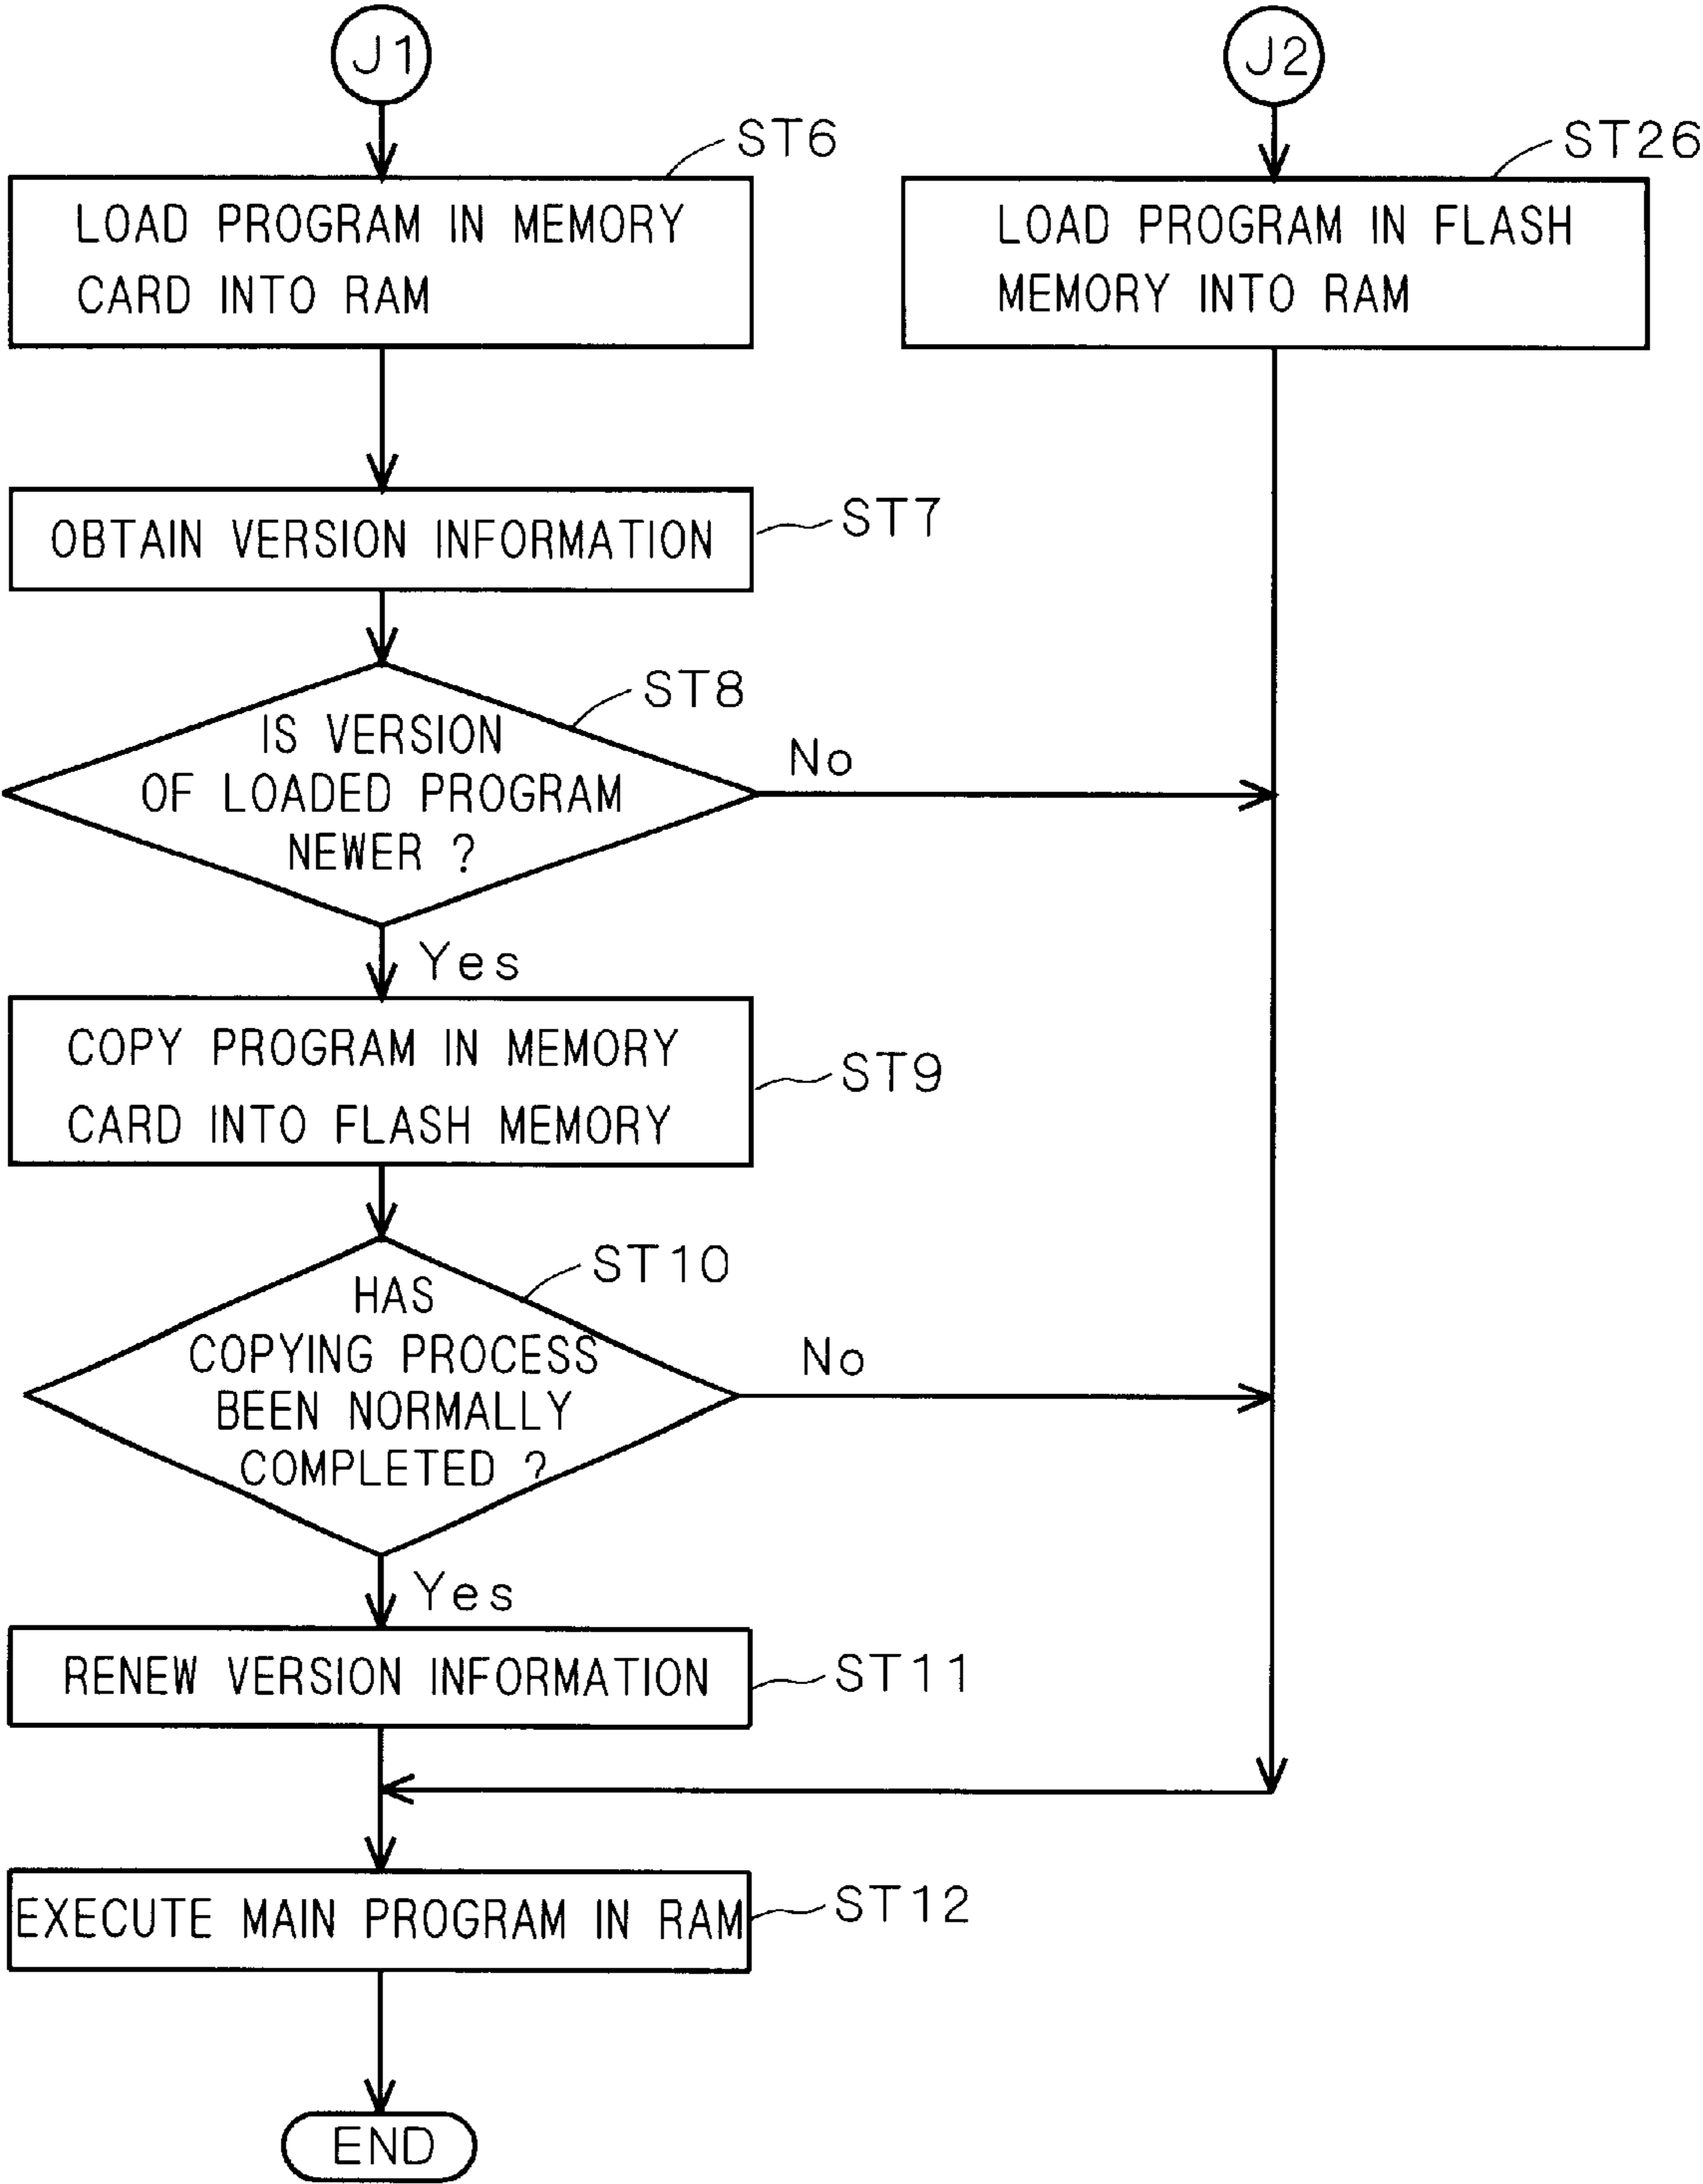 J1
J2
ST6
ST26
LOAD PROGRAM IN MEMORY
CARD INTO RAM
LOAD PROGRAM IN FLASH
MEMORY INTO RAM
OBTAIN VERSION INFORMATION
ST7
ST8
IS VERSION
OF LOADED PROGRAM
NEWER ?
No
Yes
COPY PROGRAM IN MEMORY
CARD INTO FLASH MEMORY
ST9
ST10
HAS
COPYING PROCESS
BEEN NORMALLY
COMPLETED ?
No
Yes
RENEW VERSION INFORMATION
ST11
EXECUTE MAIN PROGRAM IN RAM
ST12
END